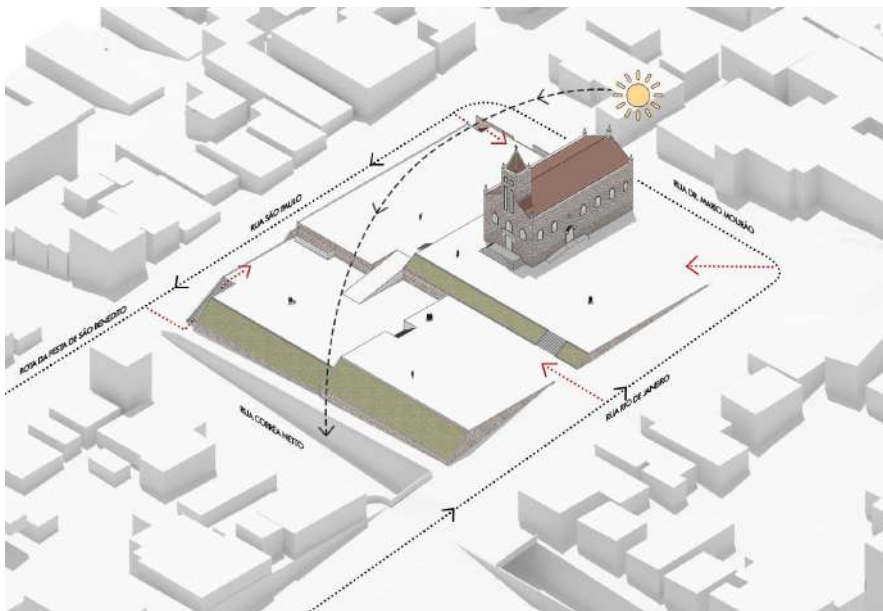 RUA SÃO PAULO
RUA DR. MARIO MOURÃO
ROTA DA FESTA DE SÃO BENEDITO
RUA RIO DE JANEIRO
RUA CORRÊA NETTO